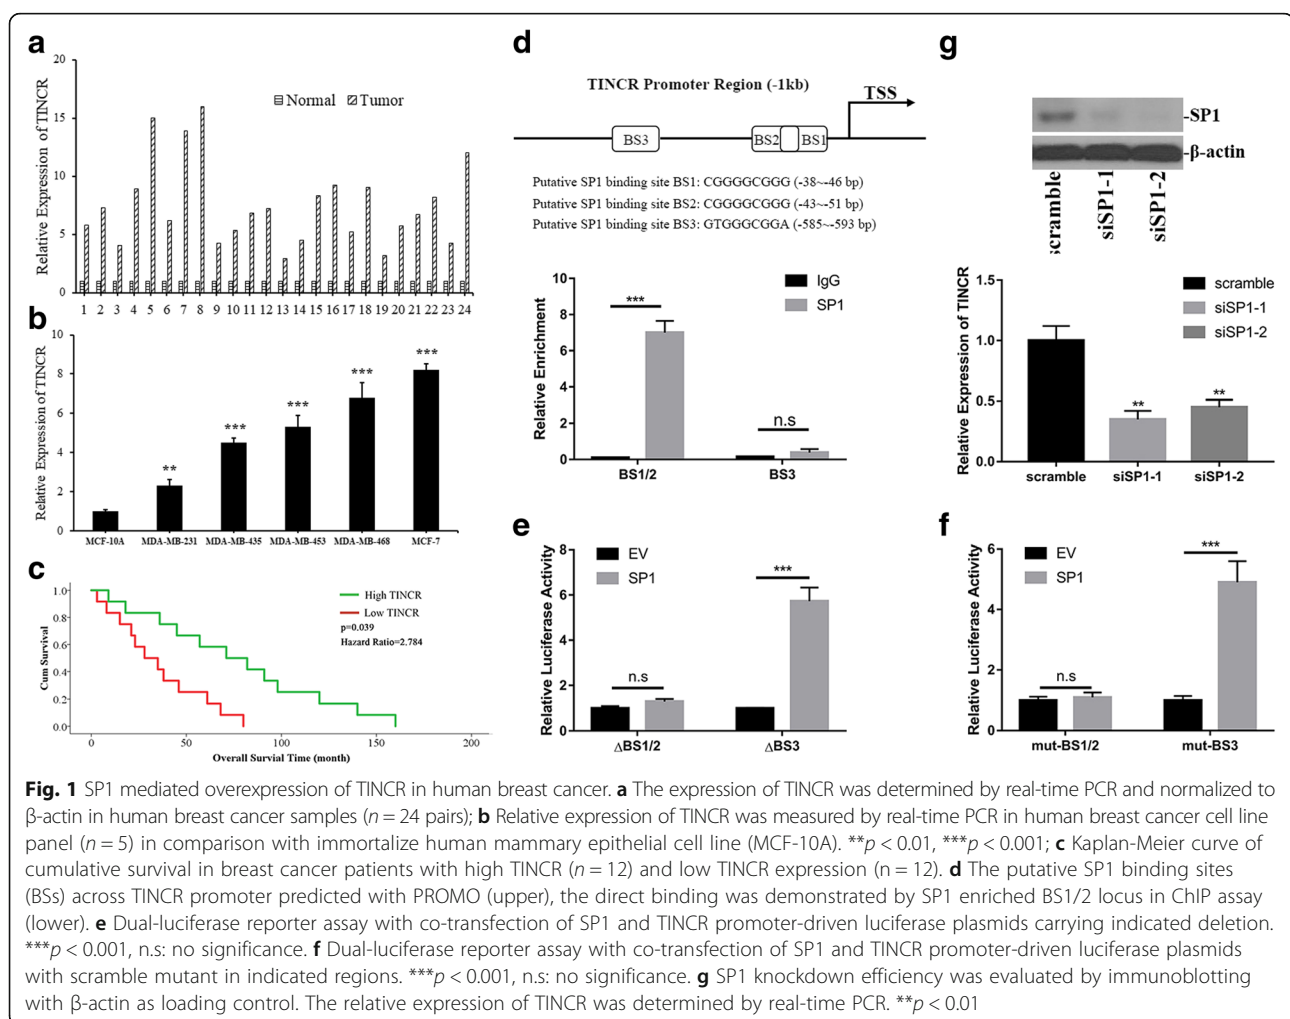 a
20
15
10
5
0
Relative Expression of TINCR
Normal Tumor
1 2 3 4 5 6 7 8 9 10 11 12 13 14 15 16 17 18 19 20 21 22 23 24
b
10
8
6
4
2
0
Relative Expression of TINCR
**
***
***
***
***
MCF-10A MDA-MB-231 MDA-MB-435 MDA-MB-453 MDA-MB-468 MCF-7
c
1.0
0.8
0.6
0.4
0.2
0.0
Cum Survival
High TINCR
Low TINCR
p=0.039
Hazard Ratio=2.784
0 50 100 150 200
Overall Survial Time (month)
d
TINCR Promoter Region (-1kb)
TSS
BS3 BS2 BS1
Putative SP1 binding site BS1: CGGGGCGGG (-38~-46 bp)
Putative SP1 binding site BS2: CGGGGCGGG (-43~-51 bp)
Putative SP1 binding site BS3: GTGGGCGGA (-585~-593 bp)
10
8
6
4
2
0
Relative Enrichment
IgG
SP1
***
n.s
BS1/2 BS3
e
8
6
4
2
0
Relative Luciferase Activity
EV
SP1
n.s
***
ΔBS1/2 ΔBS3
f
6
4
2
0
Relative Luciferase Activity
EV
SP1
n.s
***
mut-BS1/2 mut-BS3
g
-SP1
-β-actin
scramble
siSP1-1
siSP1-2
1.5
1.0
0.5
0.0
Relative Expression of TINCR
scramble
siSP1-1
siSP1-2
**
**
scramble siSP1-1 siSP1-2
Fig. 1 SP1 mediated overexpression of TINCR in human breast cancer. a The expression of TINCR was determined by real-time PCR and normalized to
β-actin in human breast cancer samples (n = 24 pairs); b Relative expression of TINCR was measured by real-time PCR in human breast cancer cell line
panel (n = 5) in comparison with immortalize human mammary epithelial cell line (MCF-10A). **p < 0.01, ***p < 0.001; c Kaplan-Meier curve of
cumulative survival in breast cancer patients with high TINCR (n = 12) and low TINCR expression (n = 12). d The putative SP1 binding sites
(BSs) across TINCR promoter predicted with PROMO (upper), the direct binding was demonstrated by SP1 enriched BS1/2 locus in ChIP assay
(lower). e Dual-luciferase reporter assay with co-transfection of SP1 and TINCR promoter-driven luciferase plasmids carrying indicated deletion.
***p < 0.001, n.s: no significance. f Dual-luciferase reporter assay with co-transfection of SP1 and TINCR promoter-driven luciferase plasmids
with scramble mutant in indicated regions. ***p < 0.001, n.s: no significance. g SP1 knockdown efficiency was evaluated by immunoblotting
with β-actin as loading control. The relative expression of TINCR was determined by real-time PCR. **p < 0.01